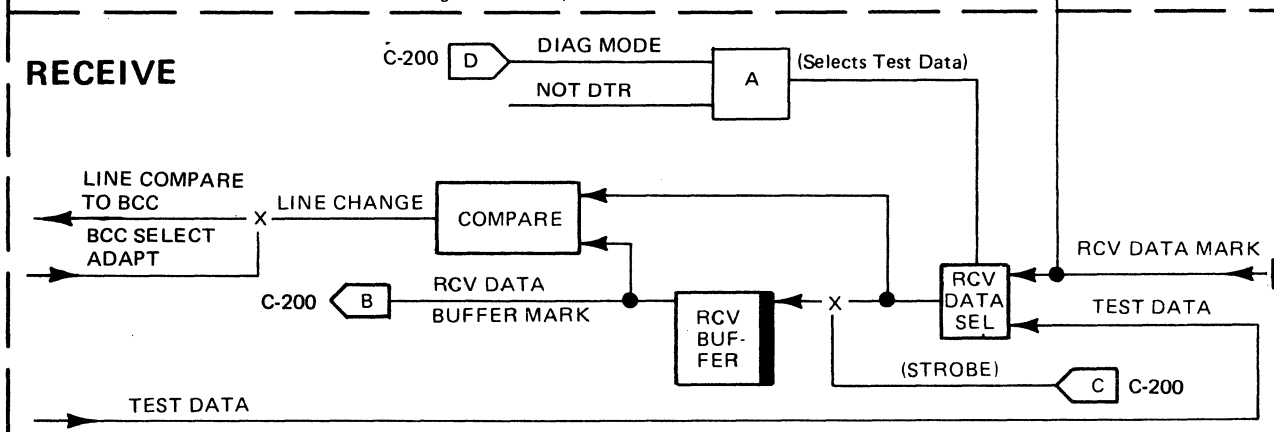 RECEIVE
C-200 D DIAG MODE
NOT DTR
A
(Selects Test Data)
LINE COMPARE
TO BCC
X
LINE CHANGE
COMPARE
BCC SELECT
ADAPT
C-200 B RCV DATA
BUFFER MARK
RCV
BUF-
FER
X
RCV
DATA
SEL
RCV DATA MARK
TEST DATA
(STROBE)
C C-200
TEST DATA